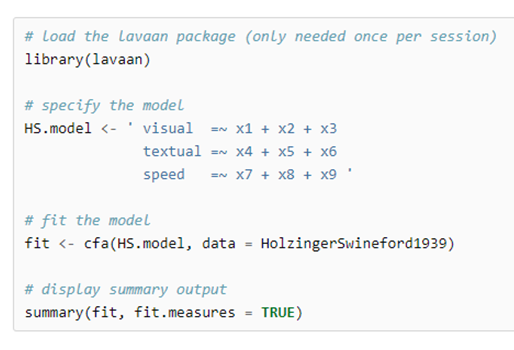 # load the lavaan package (only needed once per session)
library(lavaan)
# specify the model
HS.model <- ' visual =~ x1 + x2 + x3
textual =~ x4 + x5 + x6
speed =~ x7 + x8 + x9 '
# fit the model
fit <- cfa(HS.model, data = HolzingerSwineford1939)
# display summary output
summary(fit, fit.measures = TRUE)